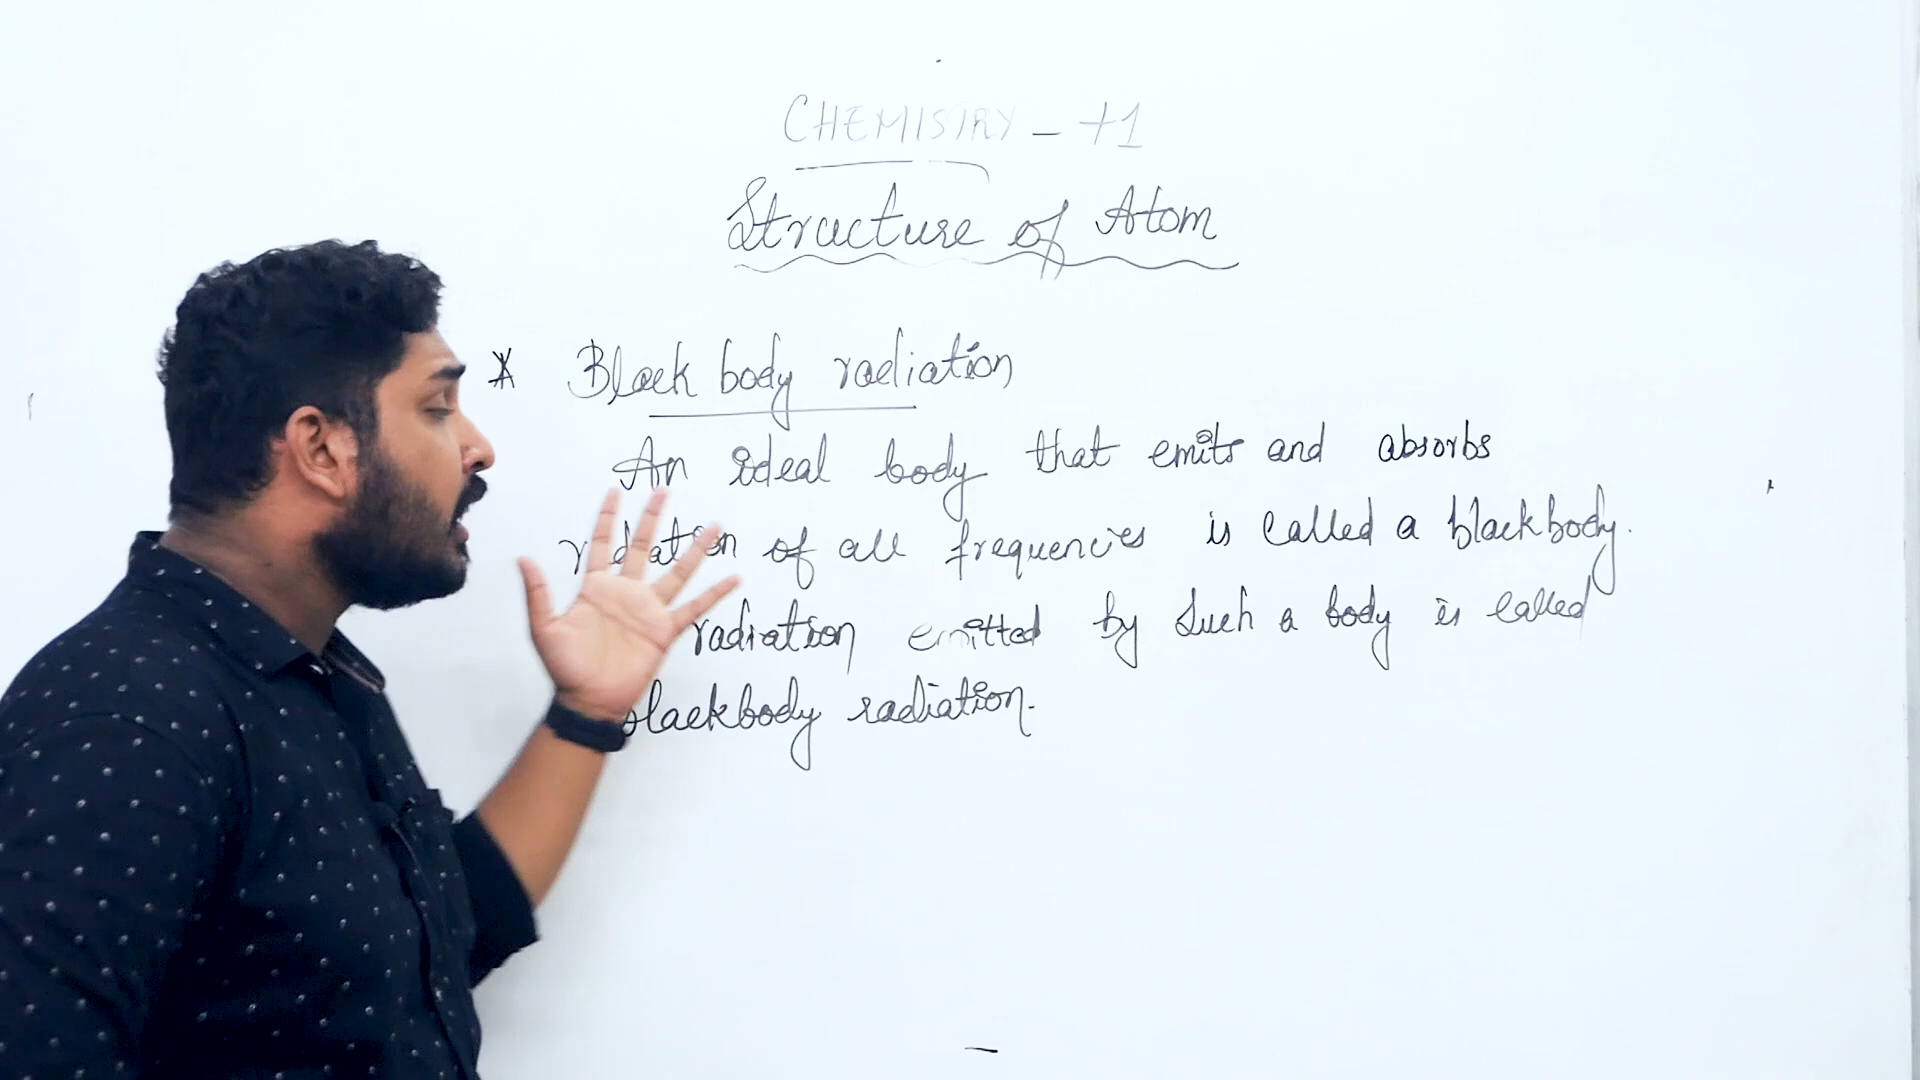 CHEMISTRY - +1
Structure of Atom
* Black body radiation
An ideal body that emits and absorbs
radiation of all frequencies is called a blackbody.
radiation emitted by such a body is called
blackbody radiation.